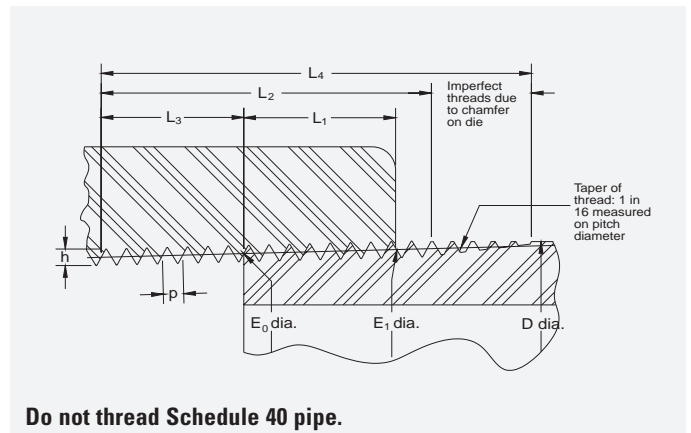 L₄
L₂
Imperfect
threads due
to chamfer
on die
L₃
L₁
Taper of
thread: 1 in
16 measured
on pitch
diameter
h
p
E₀ dia.
E₁ dia.
D dia.
Do not thread Schedule 40 pipe.